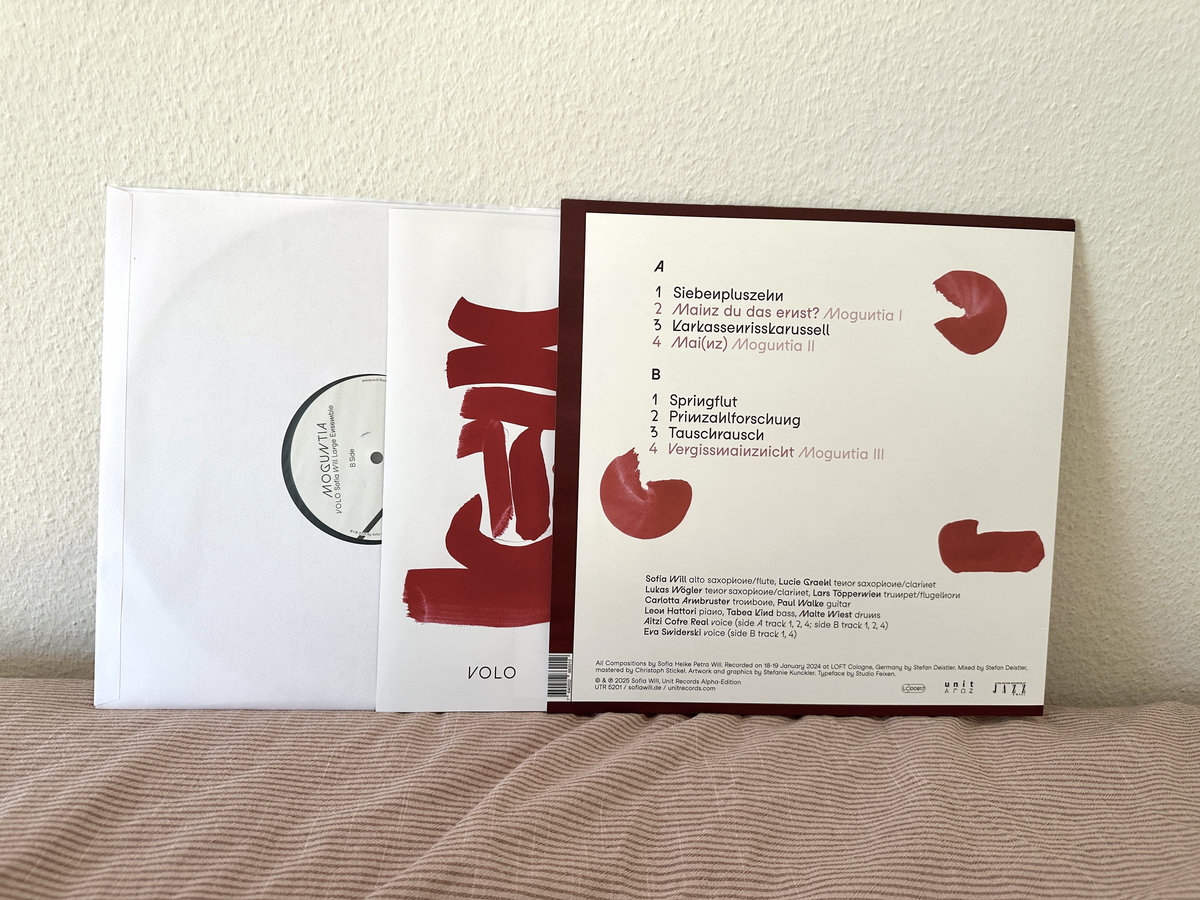 MOGUNTIA
VOLO Sofia Will Large Ensemble
B Side
VOLO
A
1 Siebenpluszehn
2 Mainz du das ernst? Moguntia I
3 Karkassenrisskarussell
4 Mai(nz) Moguntia II
B
1 Springflut
2 Primzahlforschung
3 Tauschrausch
4 Vergissmainznicht Moguntia III
Sofia Will alto saxophone/flute, Lucie Graehl tenor saxophone/clarinet
Lukas Wögler tenor saxophone/clarinet, Lars Töpperwien trumpet/flugelhorn
Carlotta Armbruster trombone, Paul Walke guitar
Leon Hattori piano, Tabea Kind bass, Malte Wiest drums
Aitzi Cofre Real voice (side A track 1, 2, 4; side B track 1, 2, 4)
Eva Swiderski voice (side B track 1, 4)
All Compositions by Sofia Heike Petra Will. Recorded on 18-19 January 2024 at LOFT Cologne, Germany by Stefan Deistler. Mixed by Stefan Deistler,
mastered by Christoph Stickel. Artwork and graphics by Stefanie Kunckler. Typeface by Studio Feixen.
© & ℗ 2025 Sofia Will, Unit Records Alpha-Edition
UTR 5201 / sofiawill.de / unitrecords.com
LC 00817
unit
JAZZ